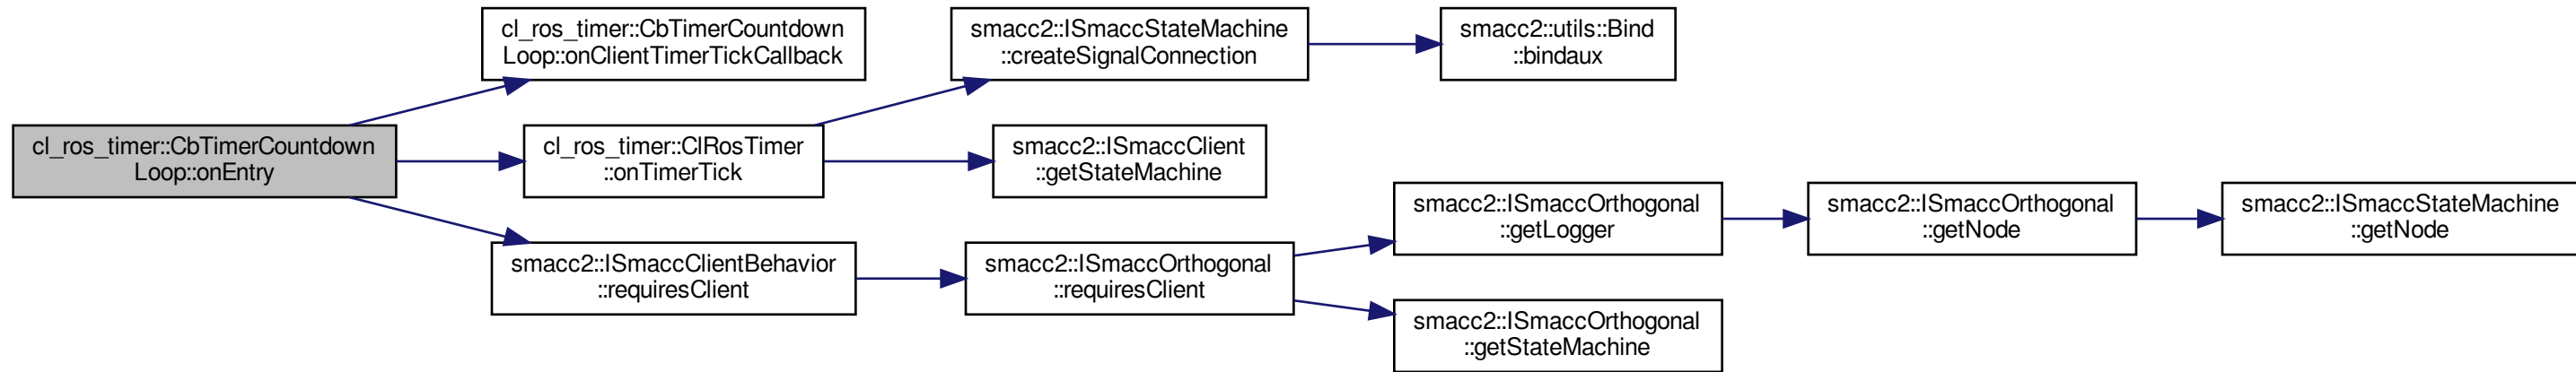 cl_ros_timer::CbTimerCountdown
Loop::onEntry
cl_ros_timer::CbTimerCountdown
Loop::onClientTimerTickCallback
cl_ros_timer::ClRosTimer
::onTimerTick
smacc2::ISmaccStateMachine
::createSignalConnection
smacc2::utils::Bind
::bindaux
smacc2::ISmaccClient
::getStateMachine
smacc2::ISmaccClientBehavior
::requiresClient
smacc2::ISmaccOrthogonal
::requiresClient
smacc2::ISmaccOrthogonal
::getLogger
smacc2::ISmaccOrthogonal
::getNode
smacc2::ISmaccStateMachine
::getNode
smacc2::ISmaccOrthogonal
::getStateMachine